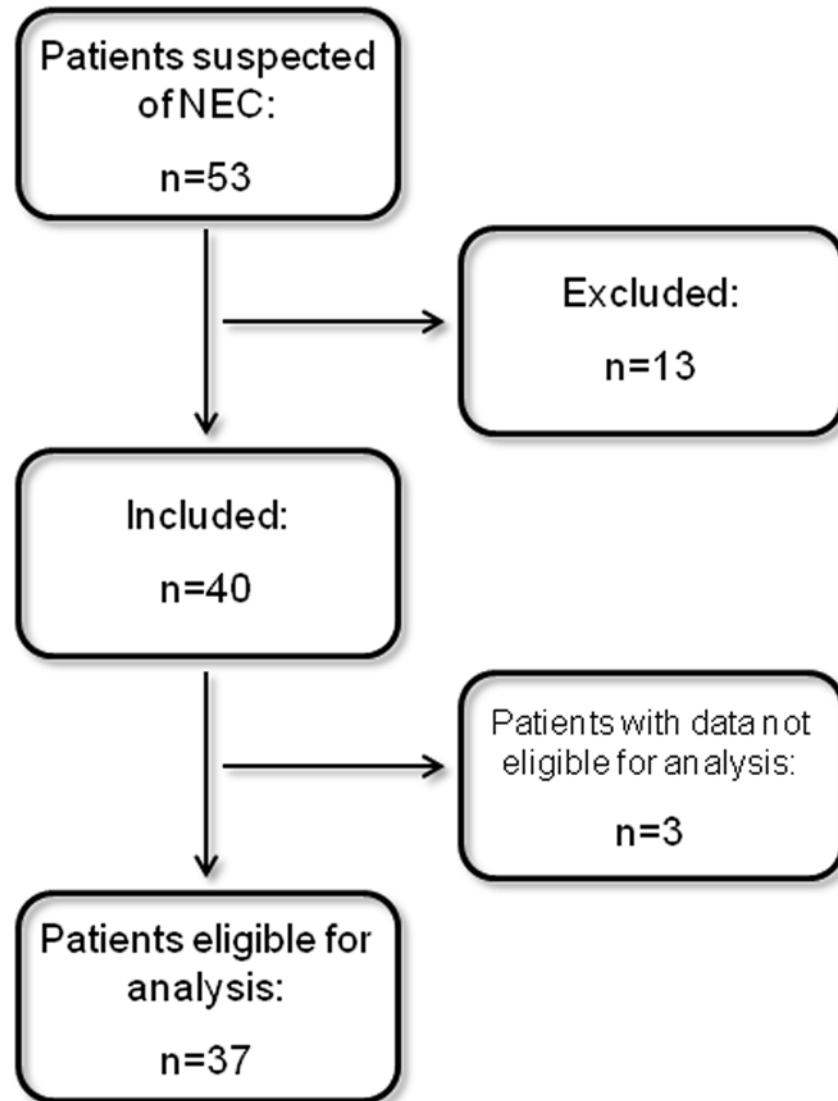 Patients suspected
of NEC:
n=53
Excluded:
n=13
Included:
n=40
Patients with data not
eligible for analysis:
n=3
Patients eligible for
analysis:
n=37